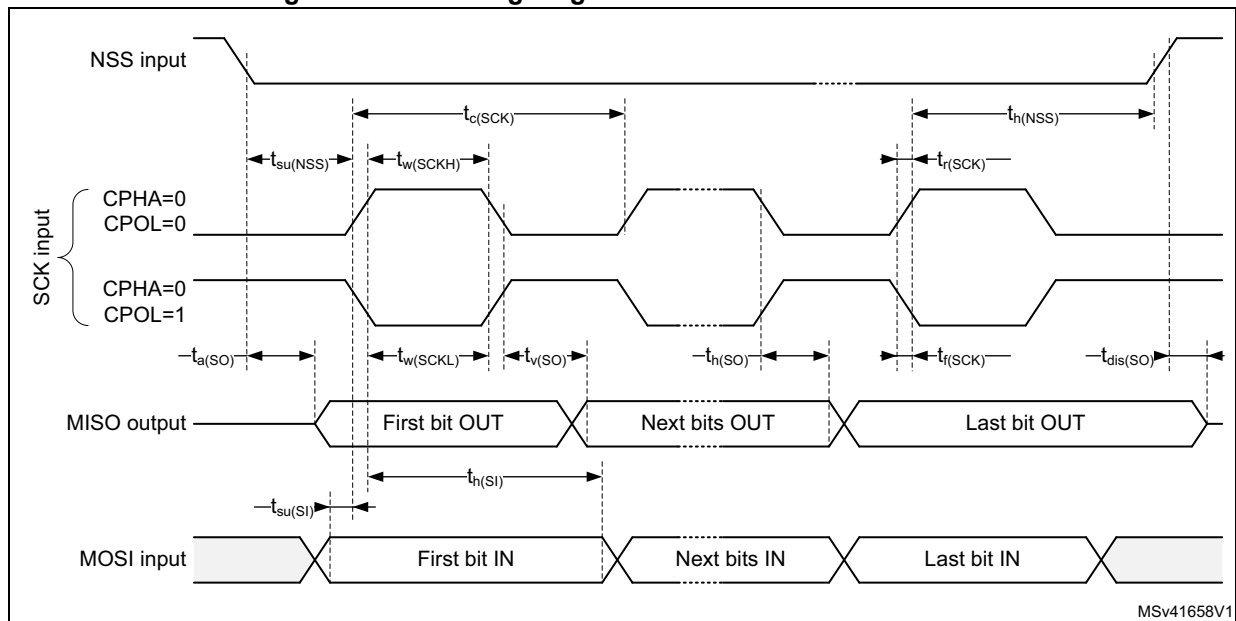 NSS input
tc(SCK)
th(NSS)
tsu(NSS)
tw(SCKH)
tr(SCK)
SCK input
CPHA=0
CPOL=0
CPHA=0
CPOL=1
ta(SO)
tw(SCKL)
tv(SO)
th(SO)
tf(SCK)
tdis(SO)
MISO output
First bit OUT
Next bits OUT
Last bit OUT
th(SI)
tsu(SI)
MOSI input
First bit IN
Next bits IN
Last bit IN
MSv41658V1